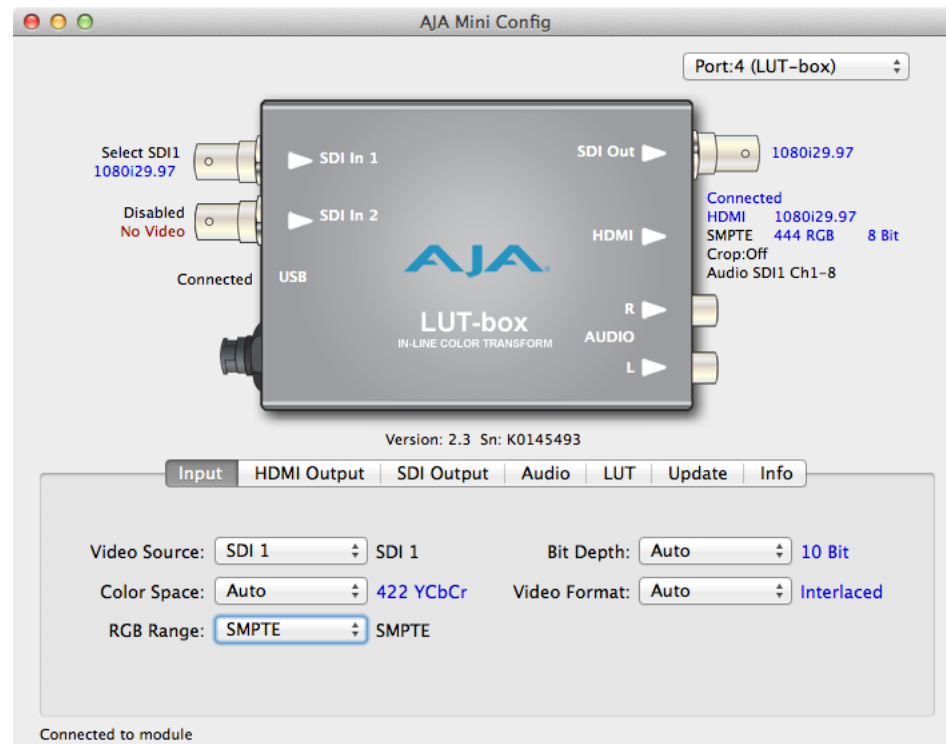 AJA Mini Config
Port:4 (LUT-box)
Select SDI1
1080i29.97
SDI In 1
SDI Out
1080i29.97
Disabled
No Video
SDI In 2
Connected
HDMI 1080i29.97
HDMI
SMPTE 444 RGB 8 Bit
Crop:Off
Audio SDI1 Ch1-8
Connected
USB
AJA
LUT-box
IN-LINE COLOR TRANSFORM
R
AUDIO
L
Version: 2.3 Sn: K0145493
Input HDMI Output SDI Output Audio LUT Update Info
Video Source: SDI 1 SDI 1 Bit Depth: Auto 10 Bit
Color Space: Auto 422 YCbCr Video Format: Auto Interlaced
RGB Range: SMPTE SMPTE
Connected to module